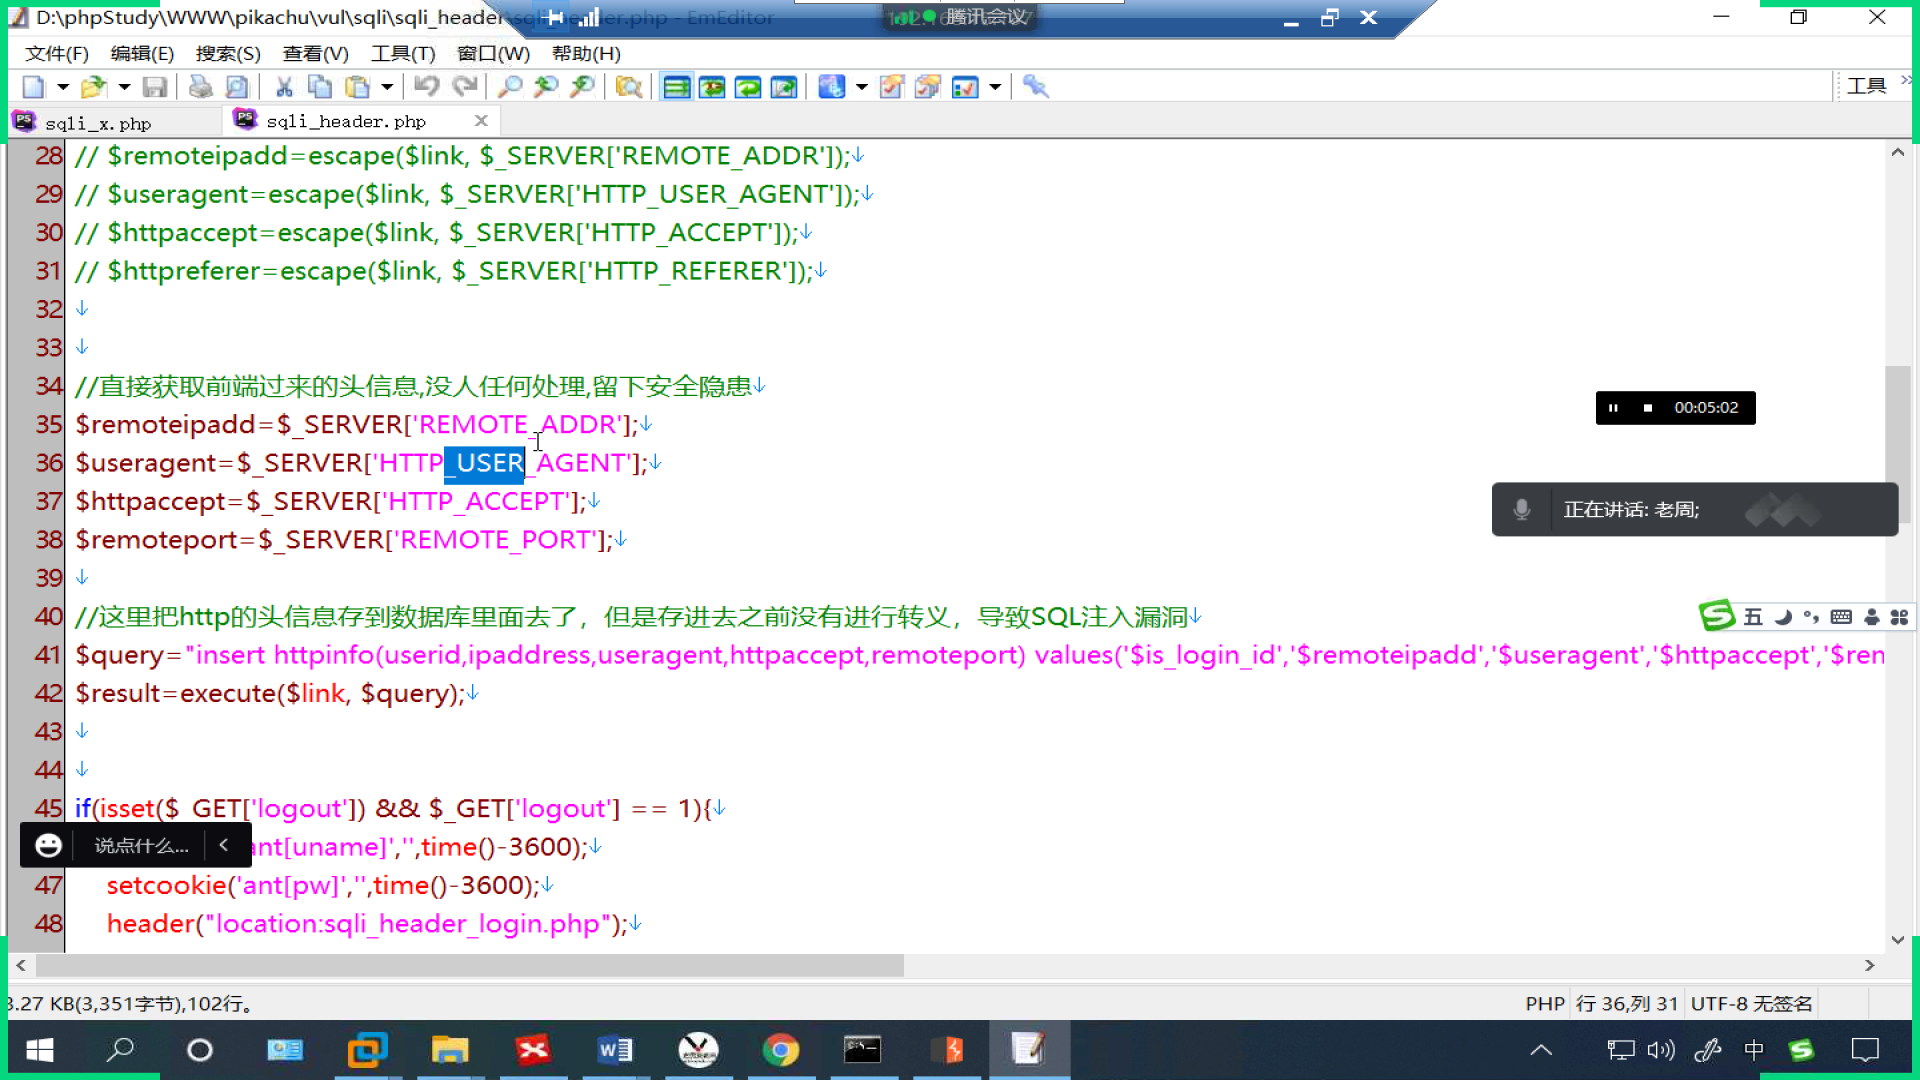 D:\phpStudy\WWW\pikachu\vul\sqli\sqli_header\sqli_header.php - EmEditor
腾讯会议
文件(F) 编辑(E) 搜索(S) 查看(V) 工具(T) 窗口(W) 帮助(H)
工具
sqli_x.php
sqli_header.php
28 // $remoteipadd=escape($link, $_SERVER['REMOTE_ADDR']);↓
29 // $useragent=escape($link, $_SERVER['HTTP_USER_AGENT']);↓
30 // $httpaccept=escape($link, $_SERVER['HTTP_ACCEPT']);↓
31 // $httpreferer=escape($link, $_SERVER['HTTP_REFERER']);↓
32 ↓
33 ↓
34 //直接获取前端过来的头信息,没人任何处理,留下安全隐患↓
35 $remoteipadd=$_SERVER['REMOTE_ADDR'];↓
36 $useragent=$_SERVER['HTTP_USER_AGENT'];↓
37 $httpaccept=$_SERVER['HTTP_ACCEPT'];↓
38 $remoteport=$_SERVER['REMOTE_PORT'];↓
39 ↓
40 //这里把http的头信息存到数据库里面去了，但是存进去之前没有进行转义，导致SQL注入漏洞↓
41 $query="insert httpinfo(userid,ipaddress,useragent,httpaccept,remoteport) values('$is_login_id','$remoteipadd','$useragent','$httpaccept','$ren
42 $result=execute($link, $query);↓
43 ↓
44 ↓
45 if(isset($_GET['logout']) && $_GET['logout'] == 1){↓
ant[uname]','',time()-3600);↓
47 setcookie('ant[pw]','',time()-3600);↓
48 header("location:sqli_header_login.php");↓
00:05:02
正在讲话: 老周;
五
说点什么...
3.27 KB(3,351字节),102行。
PHP 行 36,列 31 UTF-8 无签名
中